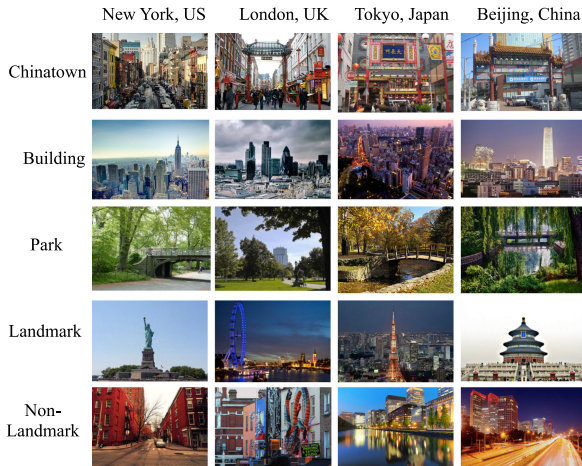 New York, US London, UK Tokyo, Japan Beijing, China
Chinatown
Building
Park
Landmark
Non-
Landmark